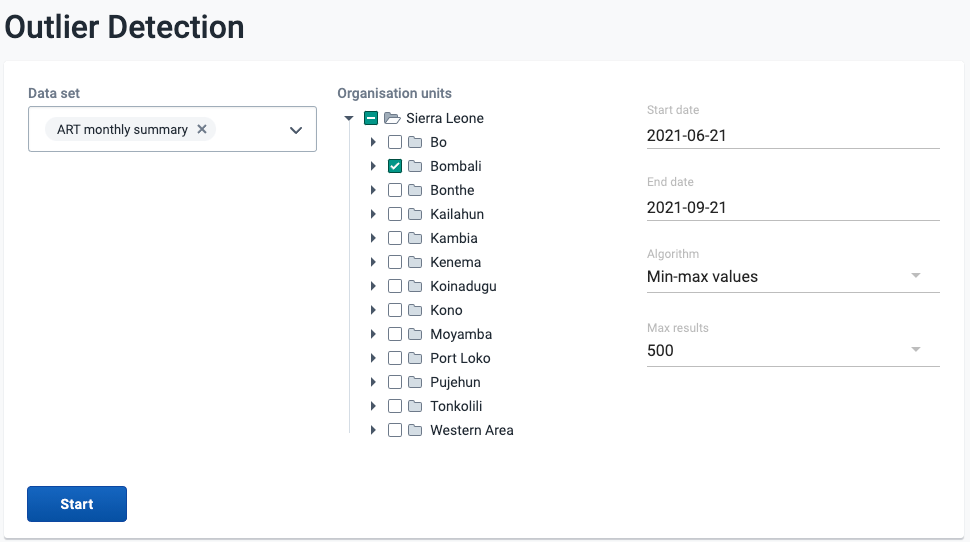 Outlier Detection
Data set
ART monthly summary
Organisation units
Sierra Leone
Bo
Bombali
Bonthe
Kailahun
Kambia
Kenema
Koinadugu
Kono
Moyamba
Port Loko
Pujehun
Tonkolili
Western Area
Start date
2021-06-21
End date
2021-09-21
Algorithm
Min-max values
Max results
500
Start